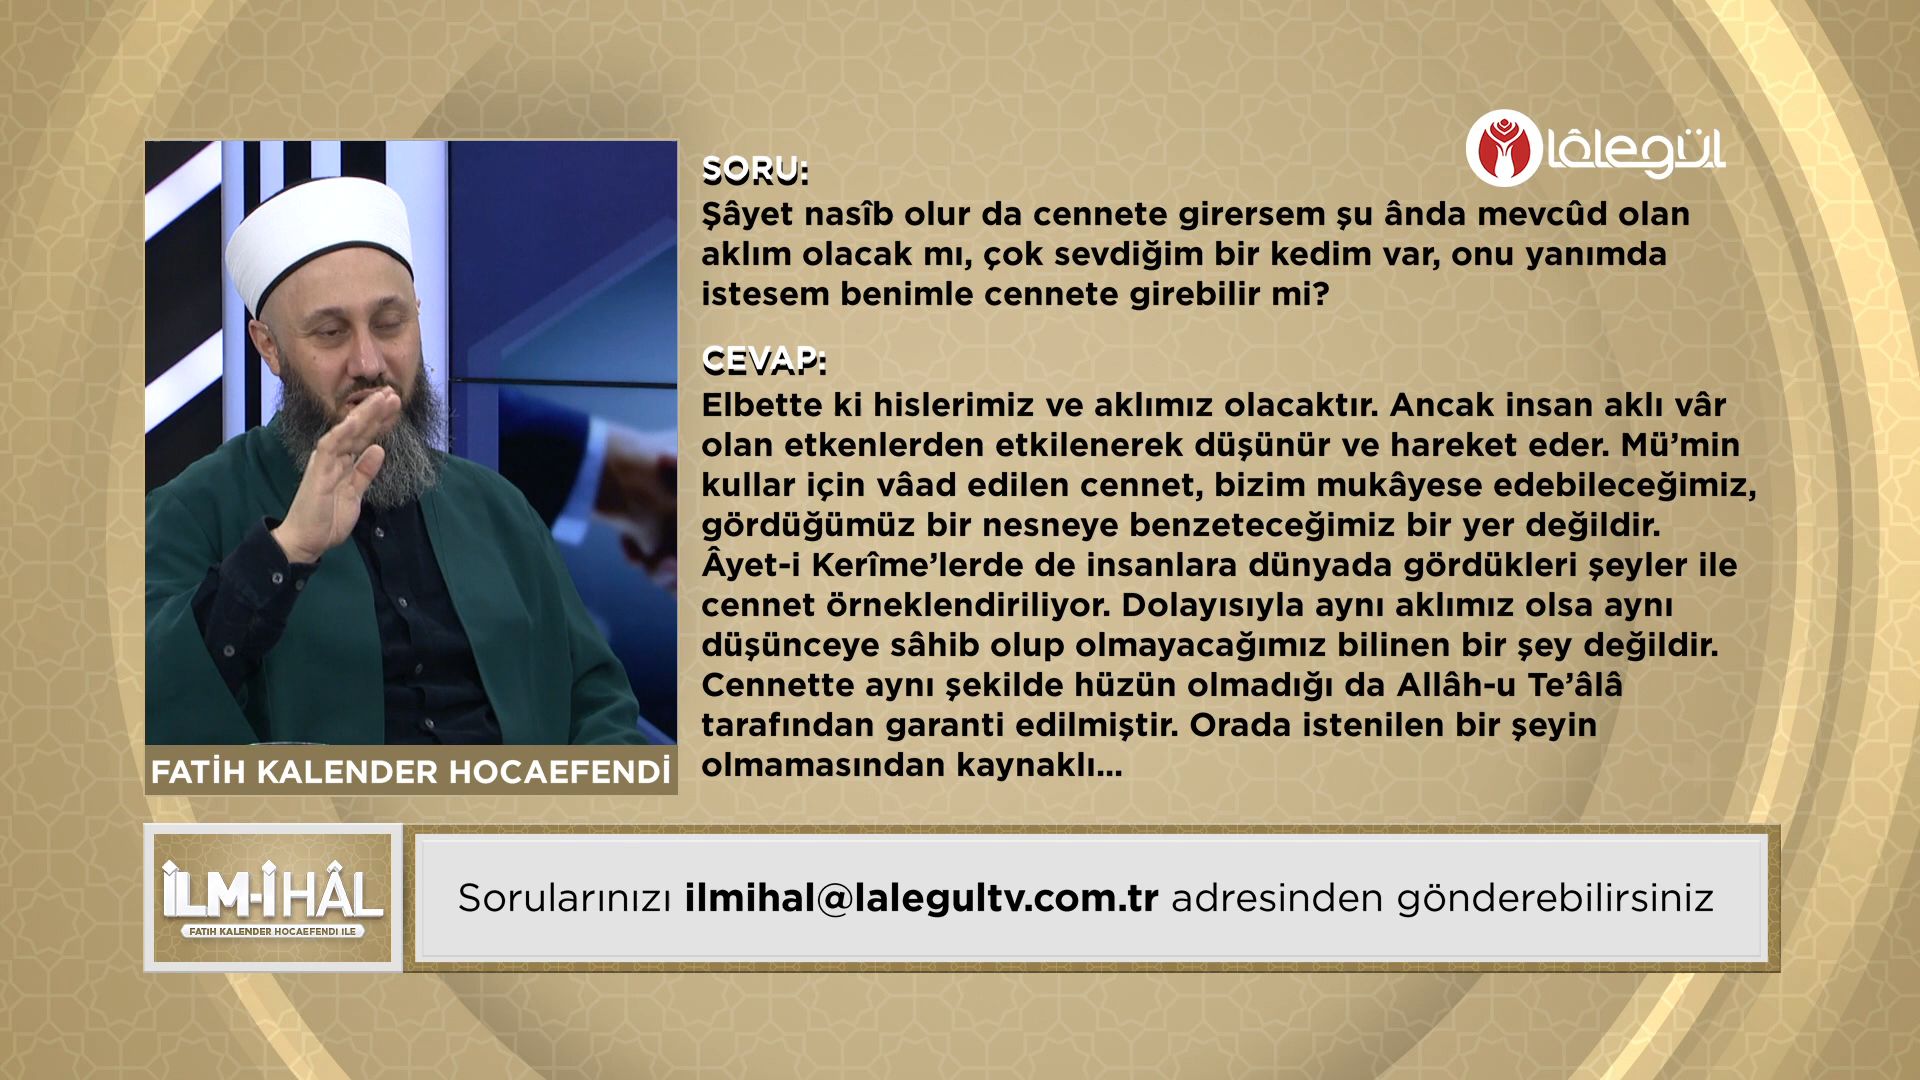 lâlegül
SORU:
Şâyet nasîb olur da cennete girersem şu ânda mevcûd olan
aklım olacak mı, çok sevdiğim bir kedim var, onu yanımda
istesem benimle cennete girebilir mi?
CEVAP:
Elbette ki hislerimiz ve aklımız olacaktır. Ancak insan aklı vâr
olan etkenlerden etkilenerek düşünür ve hareket eder. Mü’min
kullar için vâad edilen cennet, bizim mukâyese edebileceğimiz,
gördüğümüz bir nesneye benzeteceğimiz bir yer değildir.
Âyet-i Kerîme’lerde de insanlara dünyada gördükleri şeyler ile
cennet örneklendiriliyor. Dolayısıyla aynı aklımız olsa aynı
düşünceye sâhib olup olmayacağımız bilinen bir şey değildir.
Cennette aynı şekilde hüzün olmadığı da Allâh-u Te’âlâ
tarafından garanti edilmiştir. Orada istenilen bir şeyin
olmamasından kaynaklı...
FATİH KALENDER HOCAEFENDİ
İLM-İHÂL
FATİH KALENDER HOCAEFENDİ İLE
Sorularınızı ilmihal@lalegultv.com.tr adresinden gönderebilirsiniz